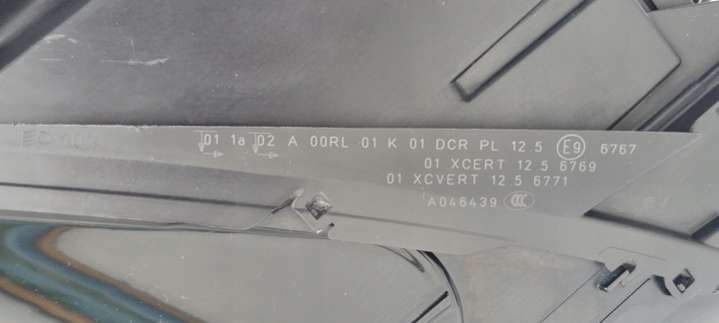 01 1a 02 A 00RL 01 K 01 DCR PL 12.5 E9 6767
01 XCERT 12 5 6769
01 XCVERT 12 5 6771
A046439 CCC